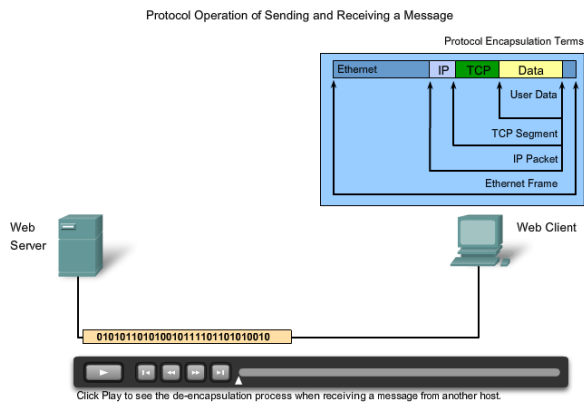 Protocol Operation of Sending and Receiving a Message
Protocol Encapsulation Terms
Ethernet IP TCP Data
User Data
TCP Segment
IP Packet
Ethernet Frame
Web
Server
Web Client
010101101010010111101101010010
Click Play to see the de-encapsulation process when receiving a message from another host.